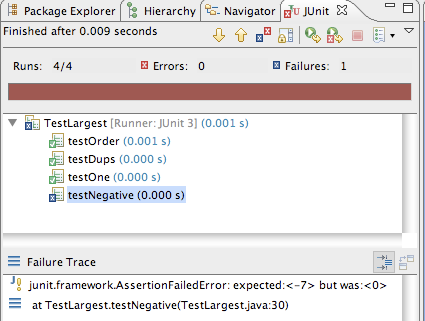 Package Explorer Hierarchy Navigator JUnit
Finished after 0.009 seconds
Runs: 4/4 Errors: 0 Failures: 1
TestLargest [Runner: JUnit 3] (0.001 s)
testOrder (0.001 s)
testDups (0.000 s)
testOne (0.000 s)
testNegative (0.000 s)
Failure Trace
junit.framework.AssertionFailedError: expected:<-7> but was:<0>
at TestLargest.testNegative(TestLargest.java:30)